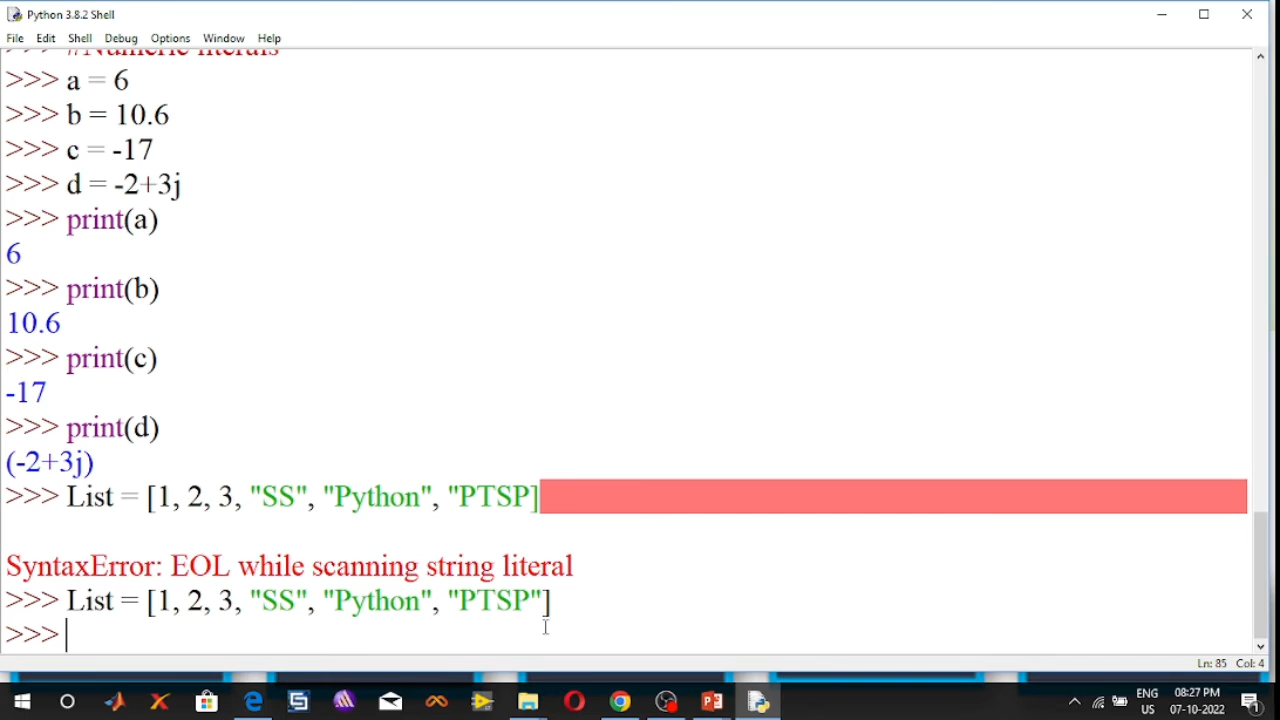 Python 3.8.2 Shell
File Edit Shell Debug Options Window Help
>>> #Numeric literals
>>> a = 6
>>> b = 10.6
>>> c = -17
>>> d = -2+3j
>>> print(a)
6
>>> print(b)
10.6
>>> print(c)
-17
>>> print(d)
(-2+3j)
>>> List = [1, 2, 3, "SS", "Python", "PTSP]
SyntaxError: EOL while scanning string literal
>>> List = [1, 2, 3, "SS", "Python", "PTSP"]
>>>
Ln: 85 Col: 4
ENG 08:27 PM
US 07-10-2022